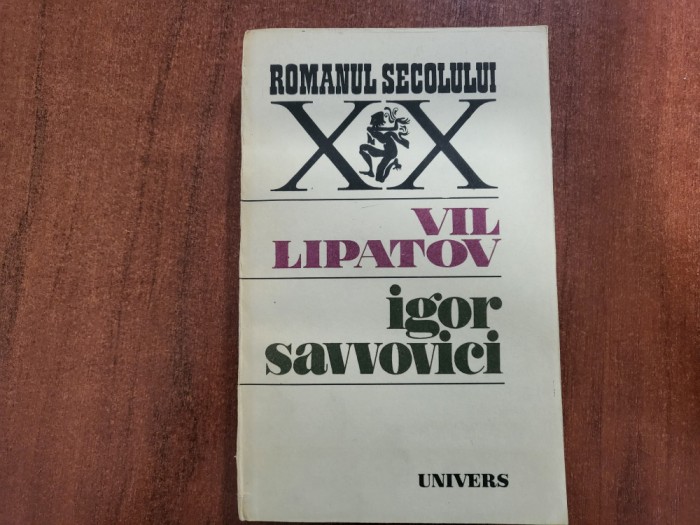 ROMANUL SECOLULUI
XX
VIL
LIPATOV
igor
savvovici
UNIVERS